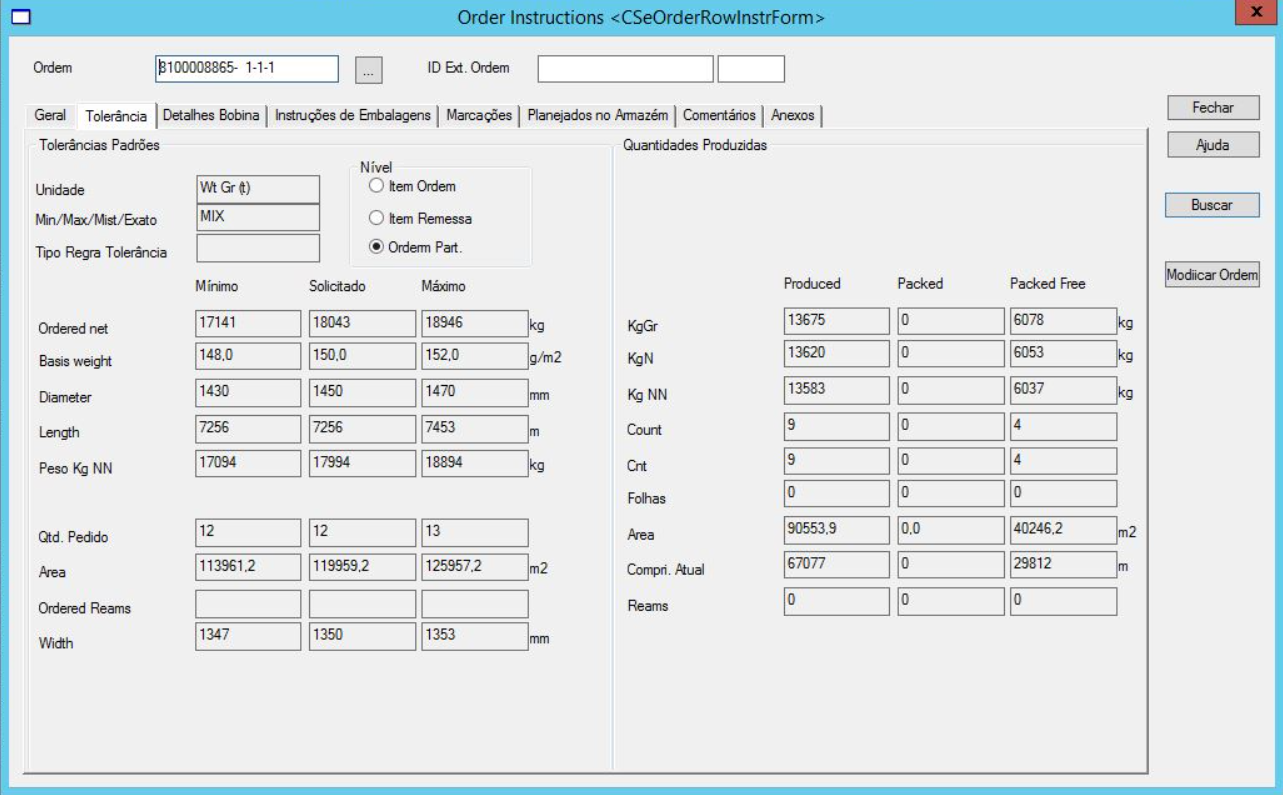 Order Instructions <CSeOrderRowInstrForm>
x
Ordem 8100008865- 1-1-1 ... ID Ext. Ordem
Geral Tolerância Detalhes Bobina Instruções de Embalagens Marcações Planejados no Armazém Comentários Anexos
Fechar
Ajuda
Buscar
Modiicar Ordem
Tolerâncias Padrões
Unidade Wt Gr (t)
Min/Max/Mist/Exato MIX
Tipo Regra Tolerância
Nível
Item Ordem
Item Remessa
Orderm Part.
Mínimo Solicitado Máximo
Ordered net 17141 18043 18946 kg
Basis weight 148,0 150,0 152,0 g/m2
Diameter 1430 1450 1470 mm
Length 7256 7256 7453 m
Peso Kg NN 17094 17994 18894 kg
Qtd. Pedido 12 12 13
Area 113961,2 119959,2 125957,2 m2
Ordered Reams
Width 1347 1350 1353 mm
Quantidades Produzidas
Produced Packed Packed Free
KgGr 13675 0 6078 kg
KgN 13620 0 6053 kg
Kg NN 13583 0 6037 kg
Count 9 0 4
Cnt 9 0 4
Folhas 0 0 0
Area 90553,9 0,0 40246,2 m2
Compri. Atual 67077 0 29812 m
Reams 0 0 0